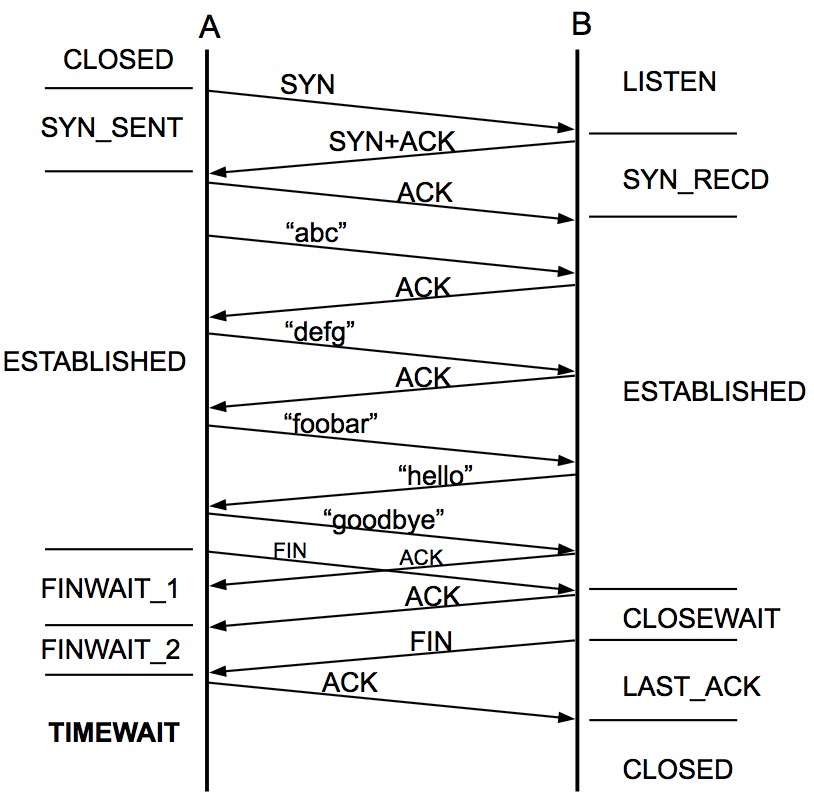 A
B
CLOSED
LISTEN
SYN
SYN_SENT
SYN+ACK
SYN_RECD
ACK
“abc”
ACK
“defg”
ESTABLISHED
ACK
ESTABLISHED
“foobar”
“hello”
“goodbye”
FIN
ACK
FINWAIT_1
ACK
CLOSEWAIT
FIN
FINWAIT_2
ACK
LAST_ACK
TIMEWAIT
CLOSED